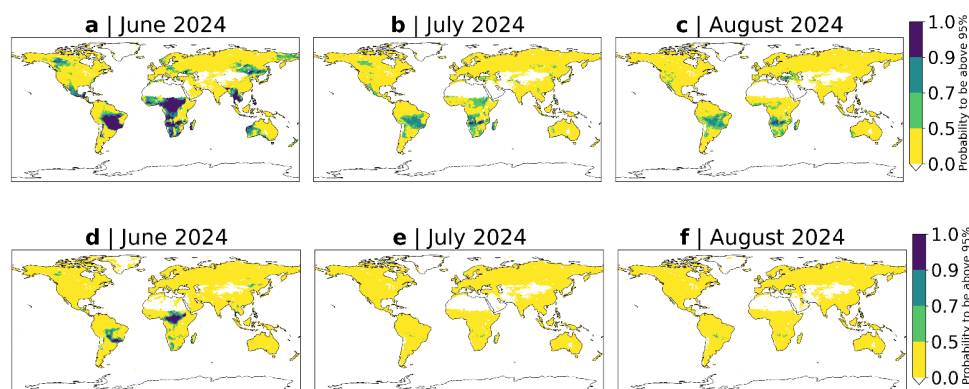 a | June 2024
b | July 2024
c | August 2024
1.0
0.9
0.7
0.5
0.0
Probability to be above 95%
d | June 2024
e | July 2024
f | August 2024
1.0
0.9
0.7
0.5
0.0
Probability to be above 95%